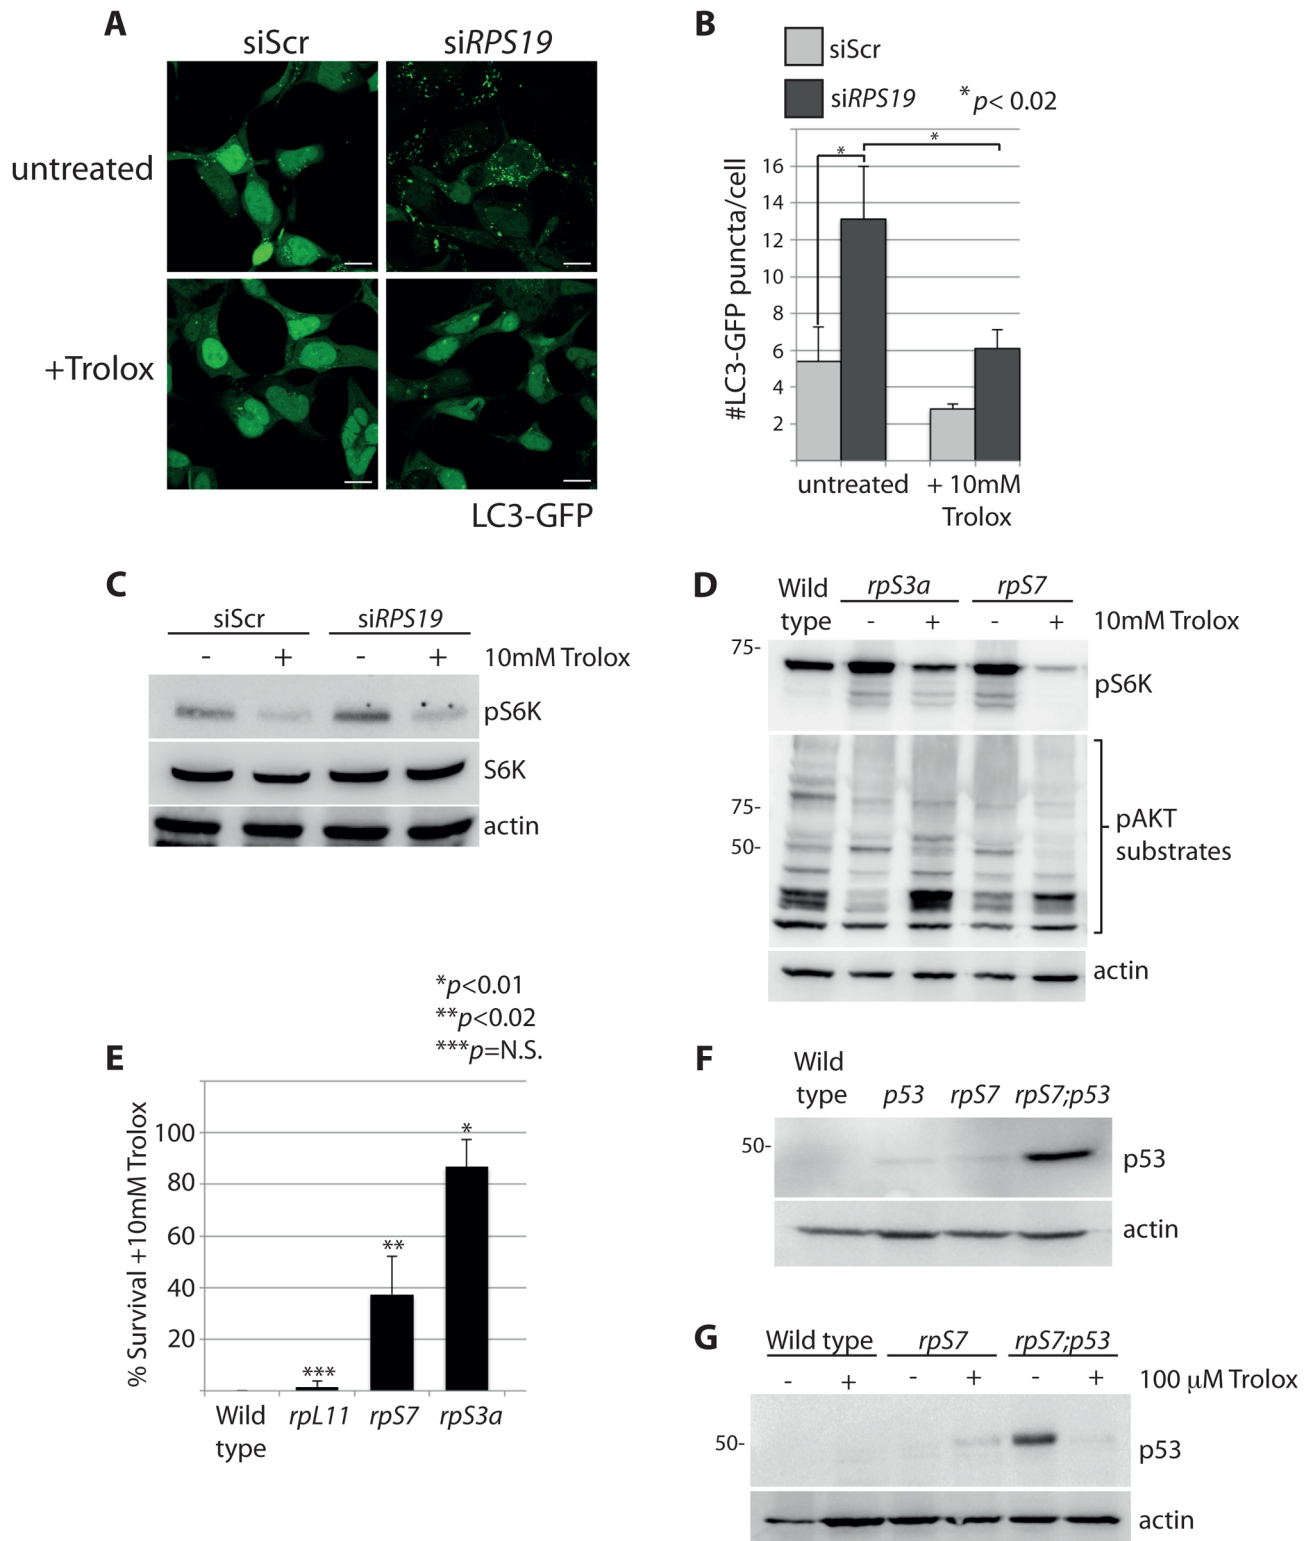 A
siScr
siRPS19
untreated
+Trolox
LC3-GFP
B
siScr
siRPS19
*p< 0.02
#LC3-GFP puncta/cell
16
14
12
10
8
6
4
2
*
*
untreated
+ 10mM
Trolox
C
siScr
siRPS19
- + - + 10mM Trolox
pS6K
S6K
actin
D
Wild
type
rpS3a
rpS7
- + - + 10mM Trolox
75-
pS6K
75-
50-
pAKT
substrates
actin
*p<0.01
**p<0.02
***p=N.S.
E
% Survival +10mM Trolox
100
80
60
40
20
***
**
*
Wild
type
rpL11
rpS7
rpS3a
F
Wild
type
p53
rpS7
rpS7;p53
50-
p53
actin
G
Wild type
rpS7
rpS7;p53
- + - + - + 100 μM Trolox
50-
p53
actin